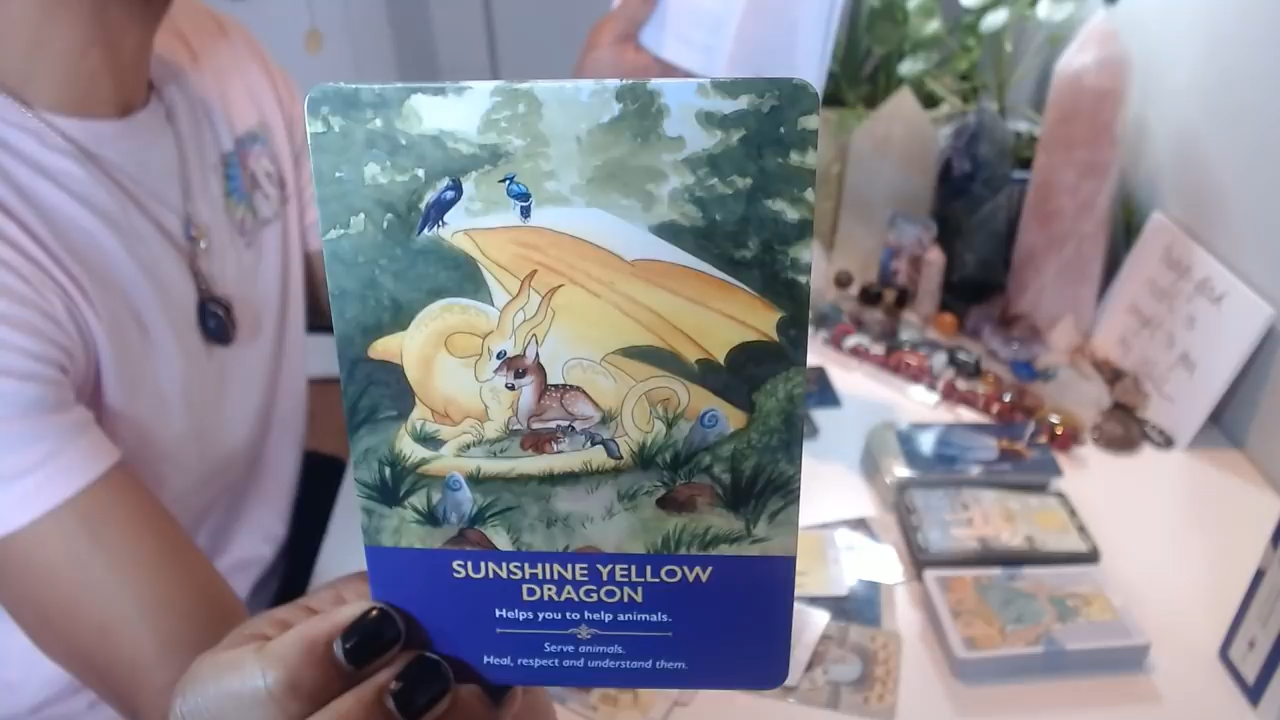 SUNSHINE YELLOW
DRAGON
Helps you to help animals.
Serve animals.
Heal, respect and understand them.